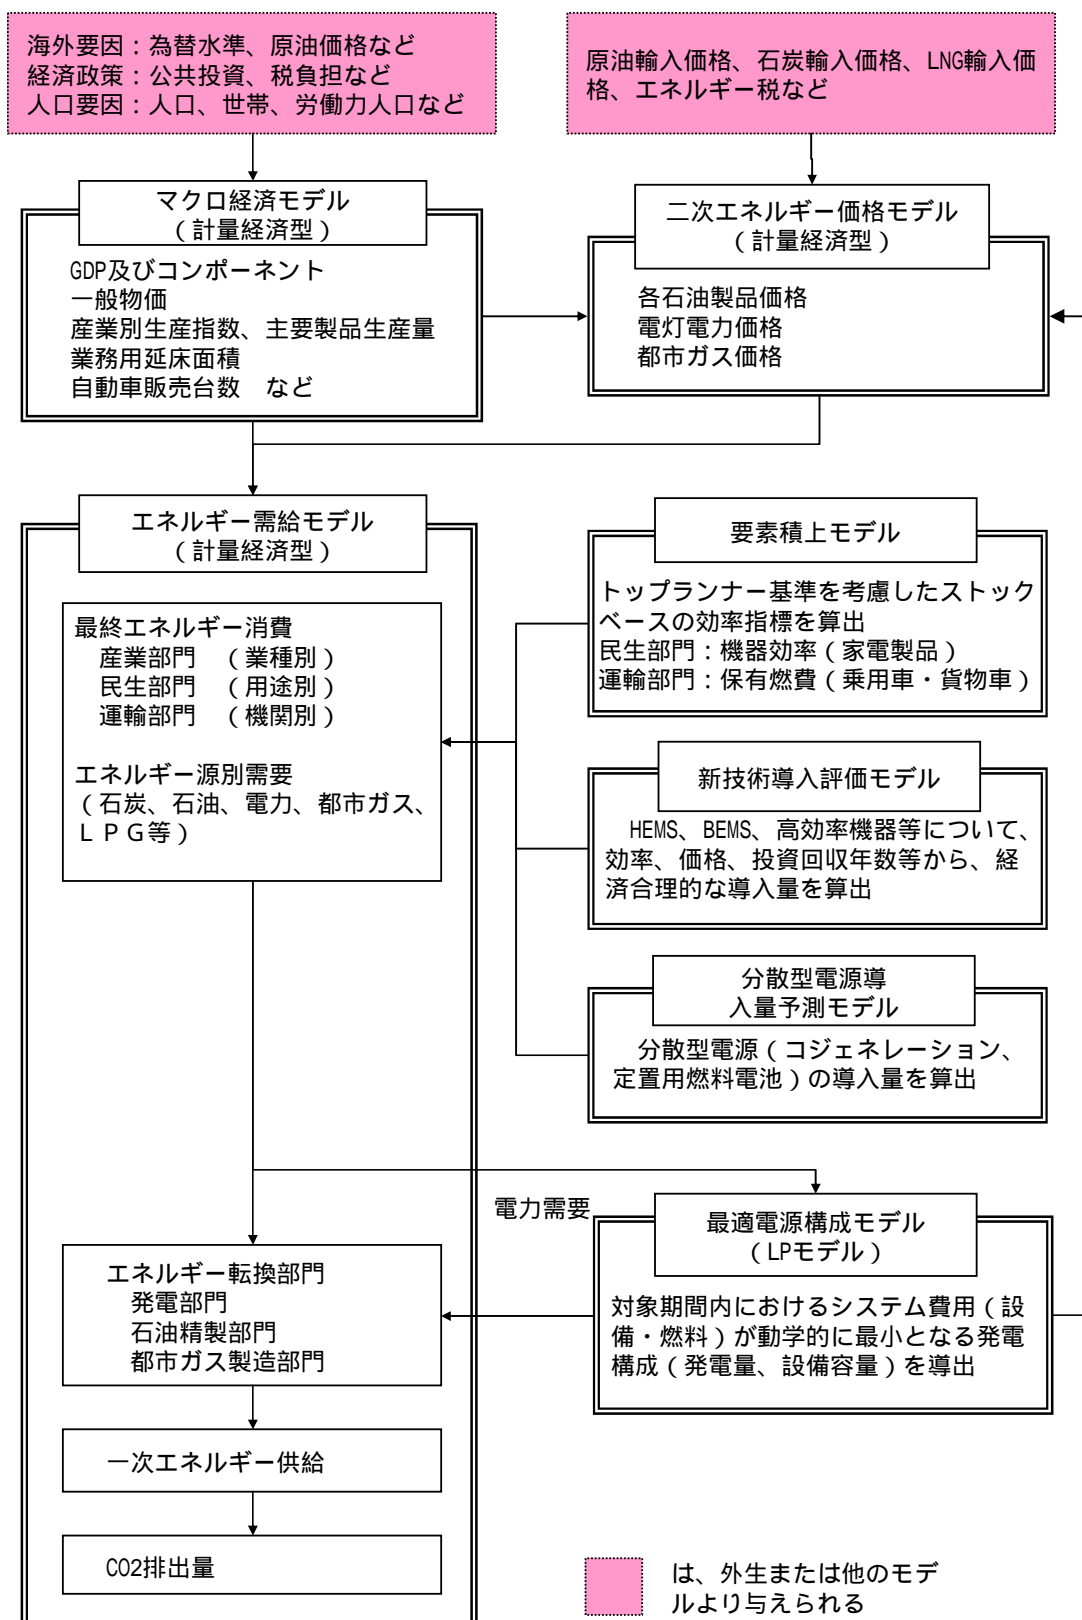 海外要因：為替水準、原油価格など
経済政策：公共投資、税負担など
人口要因：人口、世帯、労働力人口など
原油輸入価格、石炭輸入価格、LNG輸入価
格、エネルギー税など
マクロ経済モデル
（計量経済型）
GDP及びコンポーネント
一般物価
産業別生産指数、主要製品生産量
業務用延床面積
自動車販売台数　など
二次エネルギー価格モデル
（計量経済型）
各石油製品価格
電灯電力価格
都市ガス価格
エネルギー需給モデル
（計量経済型）
最終エネルギー消費
産業部門　（業種別）
民生部門　（用途別）
運輸部門　（機関別）
エネルギー源別需要
（石炭、石油、電力、都市ガス、
ＬＰＧ等）
要素積上モデル
トップランナー基準を考慮したストック
ベースの効率指標を算出
民生部門：機器効率（家電製品）
運輸部門：保有燃費（乗用車・貨物車）
新技術導入評価モデル
HEMS、BEMS、高効率機器等について、
効率、価格、投資回収年数等から、経
済合理的な導入量を算出
分散型電源導
入量予測モデル
分散型電源（コジェネレーション、
定置用燃料電池）の導入量を算出
電力需要
最適電源構成モデル
（LPモデル）
対象期間内におけるシステム費用（設
備・燃料）が動学的に最小となる発電
構成（発電量、設備容量）を導出
エネルギー転換部門
発電部門
石油精製部門
都市ガス製造部門
一次エネルギー供給
CO2排出量
は、外生または他のモデ
ルより与えられる